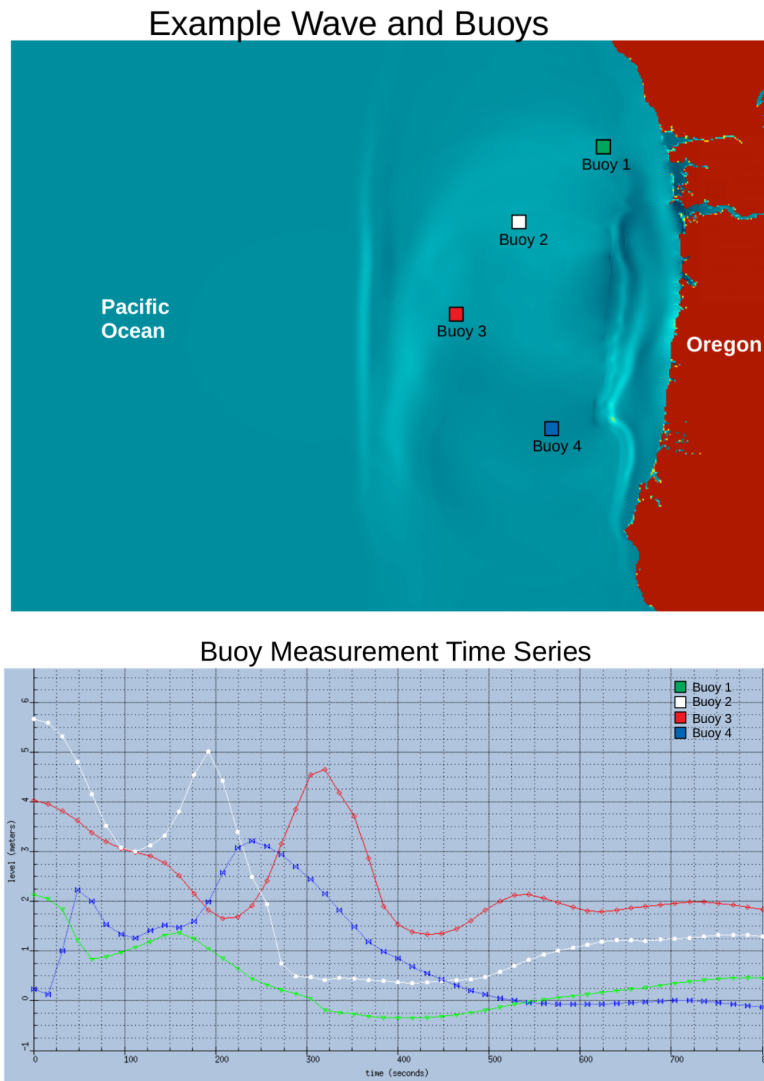 Example Wave and Buoys
Buoy 1
Buoy 2
Pacific
Ocean
Buoy 3
Oregon
Buoy 4
Buoy Measurement Time Series
Buoy 1
Buoy 2
Buoy 3
Buoy 4
6
5
4
3
2
1
0
-1
level (meters)
0 100 200 300 400 500 600 700 8
time (seconds)